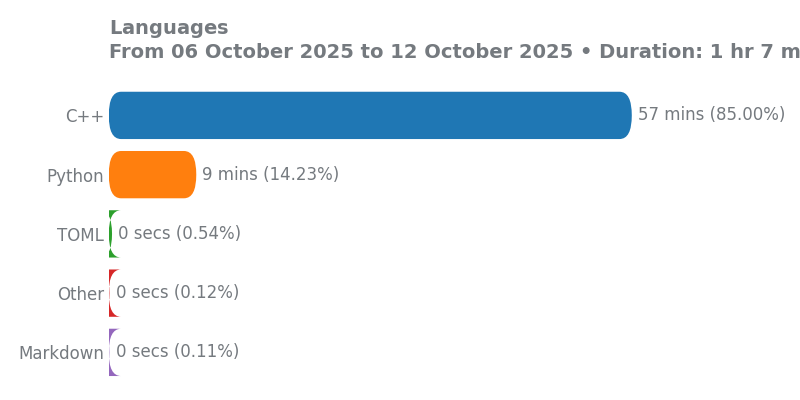 Languages
From 06 October 2025 to 12 October 2025 • Duration: 1 hr 7 m
C++ 57 mins (85.00%)
Python 9 mins (14.23%)
TOML 0 secs (0.54%)
Other 0 secs (0.12%)
Markdown 0 secs (0.11%)